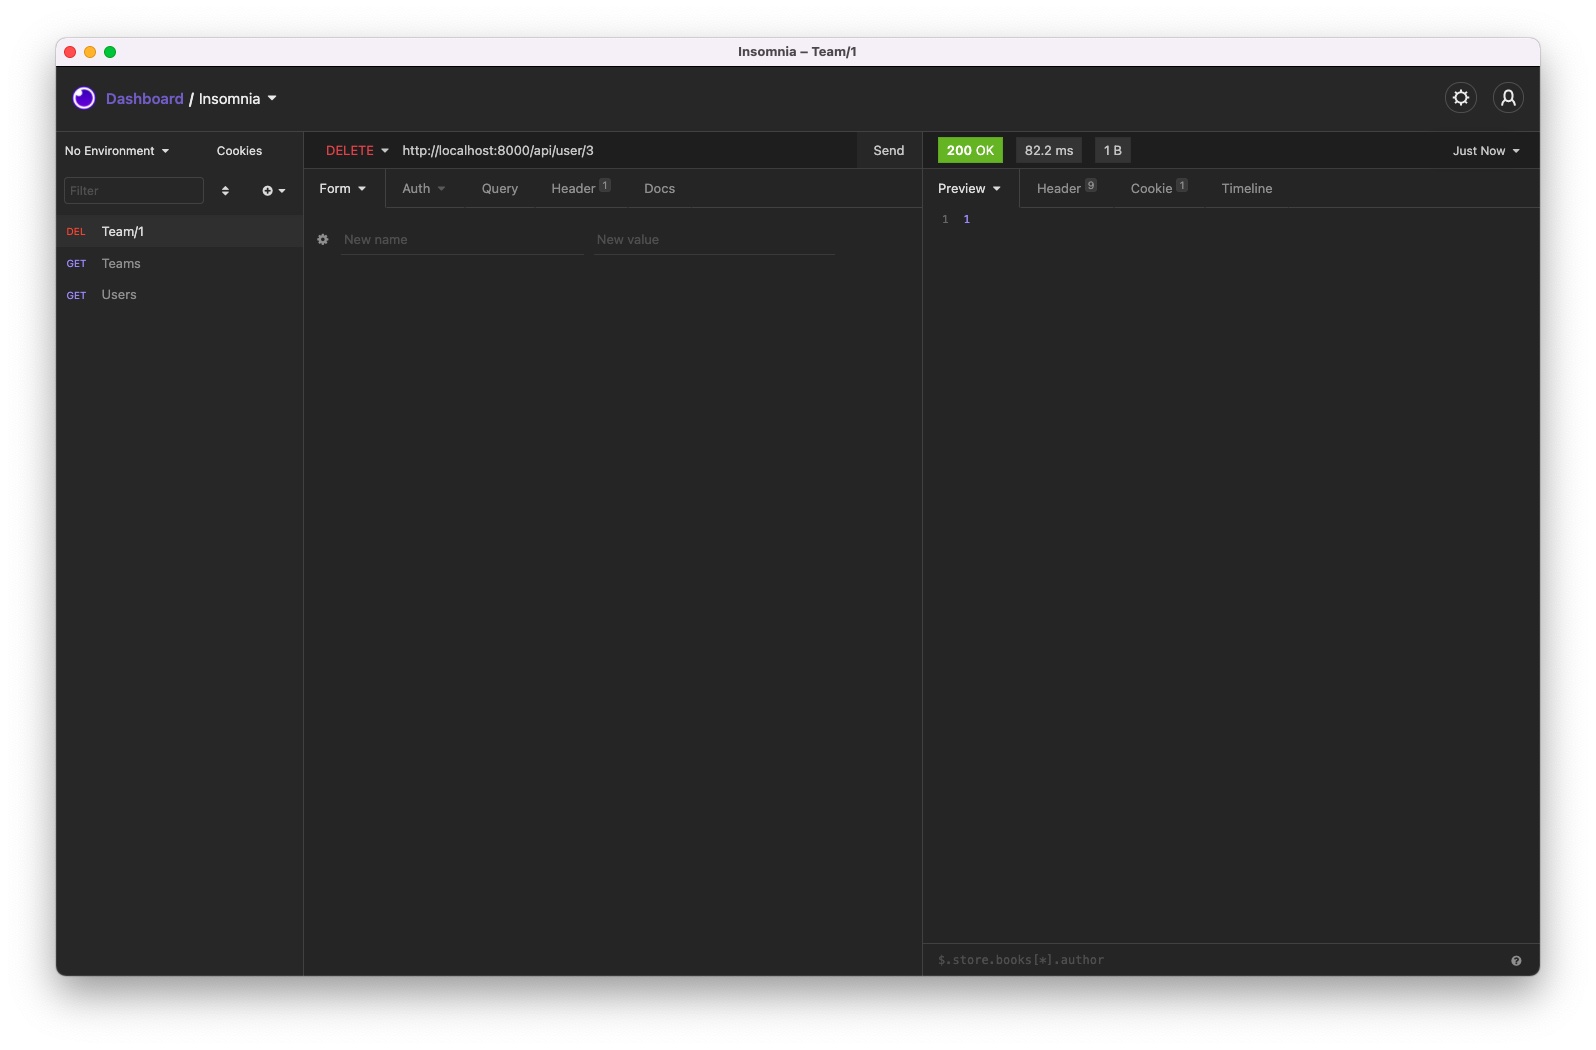 Insomnia – Team/1
Dashboard / Insomnia
No Environment Cookies
DELETE http://localhost:8000/api/user/3 Send
200 OK 82.2 ms 1 B Just Now
Filter
Form Auth Query Header 1 Docs
Preview Header 9 Cookie 1 Timeline
DEL Team/1
GET Teams
GET Users
New name New value
1 1
$.store.books[*].author